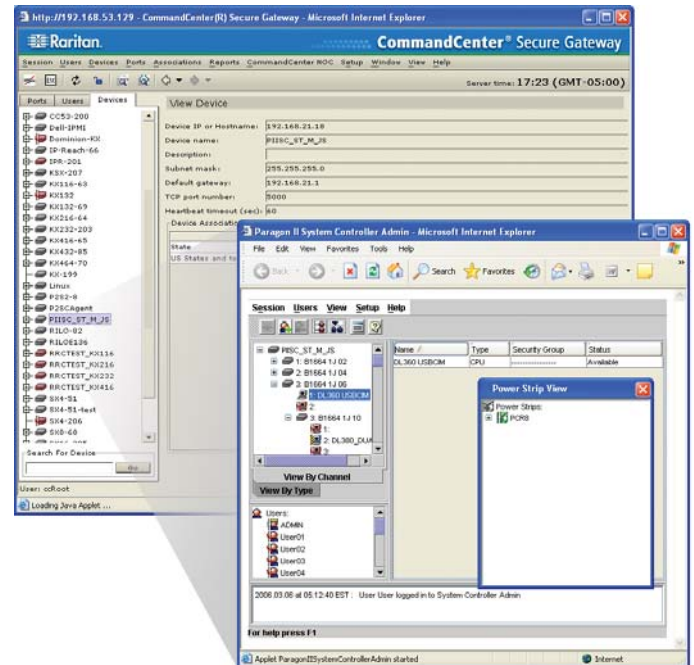 http://192.168.53.129 - CommandCenter(R) Secure Gateway - Microsoft Internet Explorer
Raritan.
CommandCenter® Secure Gateway
Session Users Devices Ports Associations Reports CommandCenter NOC Setup Window View Help
Server time: 17:23 (GMT-05:00)
Ports Users Devices
CC53-200
Dell-IPMI
Dominion-KX
IP-Reach-66
IPR-201
KSX-207
KX116-63
KX132
KX132-69
KX216-64
KX232-203
KX416-65
KX432-85
KX464-70
KX-199
Linux
P2S2-8
P2SCAgent
PIISC_ST_M_JS
RILO-82
RILOE136
RRCTEST_KX116
RRCTEST_KX216
RRCTEST_KX232
RRCTEST_KX416
SX4-51
SX4-51-test
SX4-206
SX8-60
Search For Device
Go
User: ccRoot
Loading Java Applet ...
View Device
Device IP or Hostname: 192.168.21.18
Device name: PIISC_ST_M_JS
Description:
Subnet mask: 255.255.255.0
Default gateway: 192.168.21.1
TCP port number: 5000
Heartbeat timeout (sec): 60
Device Associatio
State
US States and te
Paragon II System Controller Admin - Microsoft Internet Explorer
File Edit View Favorites Tools Help
Back Search Favorites
Session Users View Setup Help
PIISC_ST_M_JS
1: B1664 1J 02
2: B1664 1J 04
3: B1664 1J 06
1: DL360 USBCIM
2:
3: B1664 1J 10
1:
2: DL380_DUA
3:
View By Channel
View By Type
Name / Type Security Group Status
DL360 USBCIM CPU ---------------- Available
Power Strip View
Power Strips:
PCR8
Users:
ADMIN
User01
User02
User03
User04
2006.03.06 at 05:12:40 EST : User User logged in to System Controller Admin
For help press F1
Applet ParagonIISystemControllerAdmin started
Internet